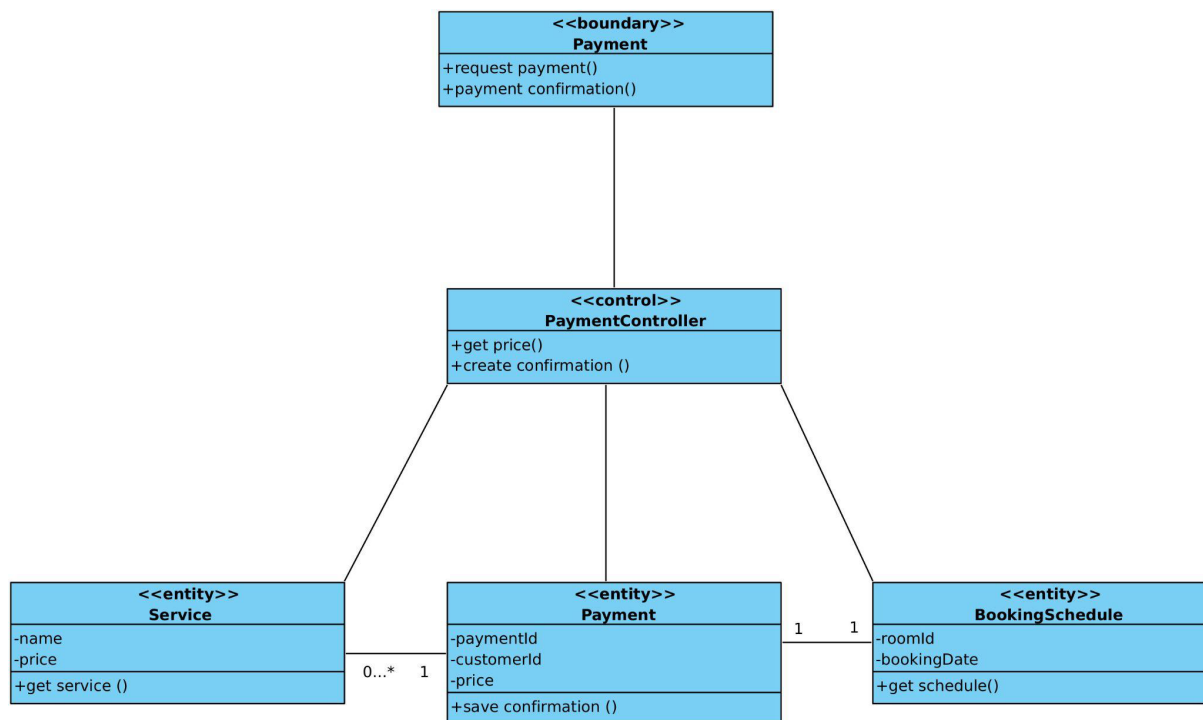 <<boundary>>
Payment
+request payment()
+payment confirmation()
<<control>>
PaymentController
+get price()
+create confirmation ()
<<entity>>
Service
-name
-price
+get service ()
0...* 1
<<entity>>
Payment
-paymentId
-customerId
-price
+save confirmation ()
1 1
<<entity>>
BookingSchedule
-roomId
-bookingDate
+get schedule()